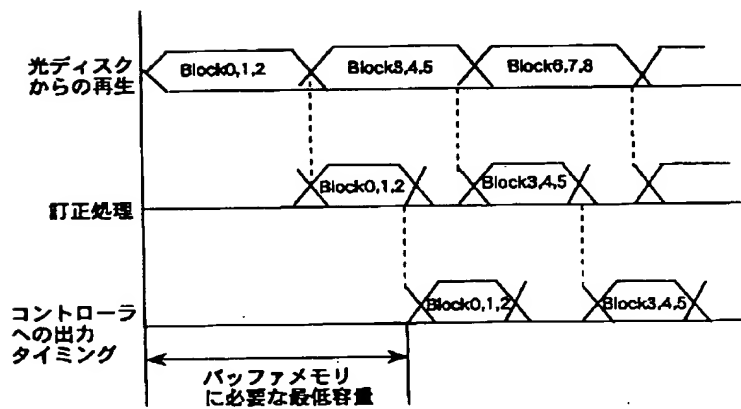 光ディスク
からの再生
Block0,1,2
Block3,4,5
Block6,7,8
訂正処理
Block0,1,2
Block3,4,5
コントローラ
への出力
タイミング
Block0,1,2
Block3,4,5
バッファメモリ
に必要な最低容量